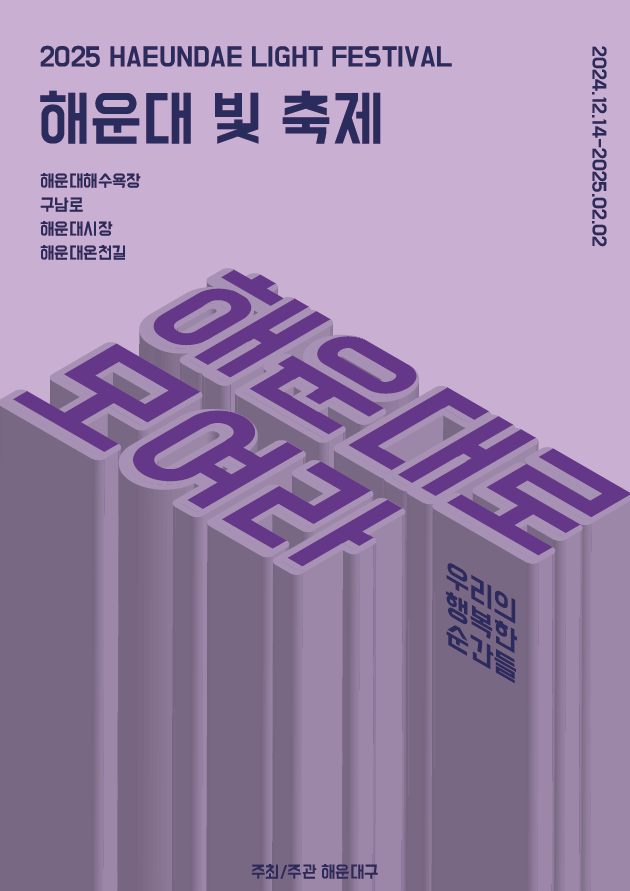 2025 HAEUNDAE LIGHT FESTIVAL
해운대 빛 축제
2024.12.14-2025.02.02
해운대해수욕장
구남로
해운대시장
해운대온천길
해운대로
모여라
우리의
행복한
순간들
주최/주관 해운대구